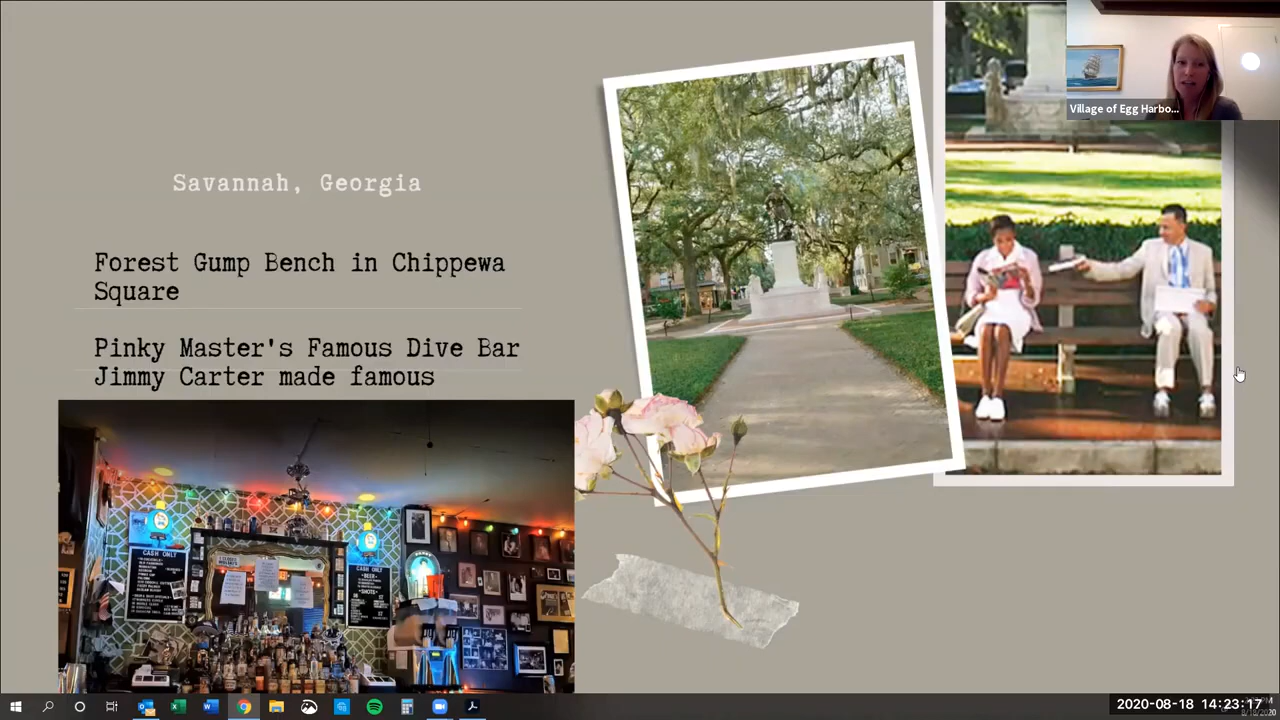 Savannah, Georgia
Forest Gump Bench in Chippewa
Square
Pinky Master's Famous Dive Bar
Jimmy Carter made famous
CASH ONLY
CASH ONLY
BEER
SHOTS
Village of Egg Harbo...
2020-08-18 14:23:17